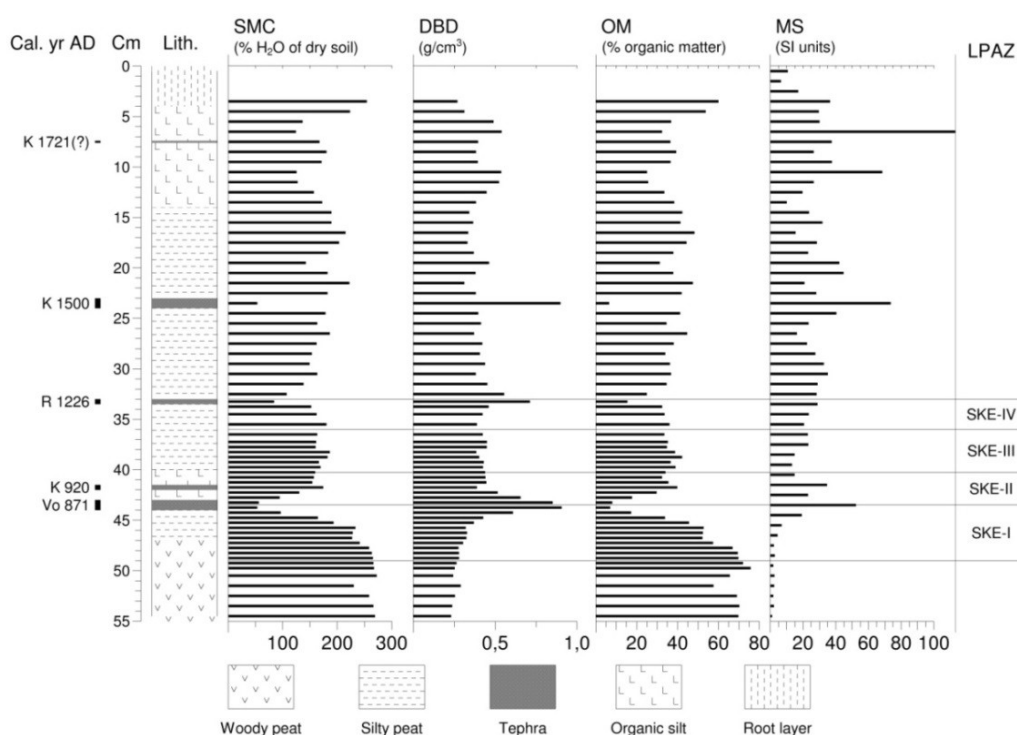 SMC DBD OM MS
Cal. yr AD Cm Lith. (% H₂O of dry soil) (g/cm³) (% organic matter) (SI units) LPAZ
0
5
K 1721(?)
10
15
20
K 1500
25
30
R 1226
35 SKE-IV
SKE-III
40
K 920 SKE-II
Vo 871
45
SKE-I
50
55
100 200 300 0,5 1,0 0 20 40 60 80 0 20 40 60 80 100
Woody peat Silty peat Tephra Organic silt Root layer